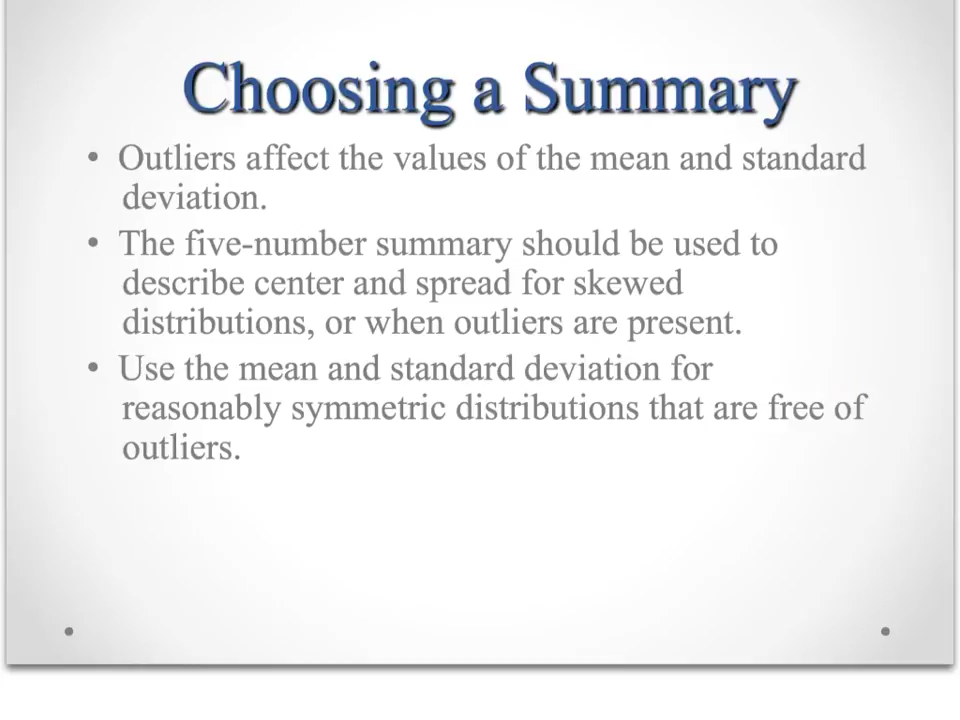 Choosing a Summary
• Outliers affect the values of the mean and standard
deviation.
• The five-number summary should be used to
describe center and spread for skewed
distributions, or when outliers are present.
• Use the mean and standard deviation for
reasonably symmetric distributions that are free of
outliers.